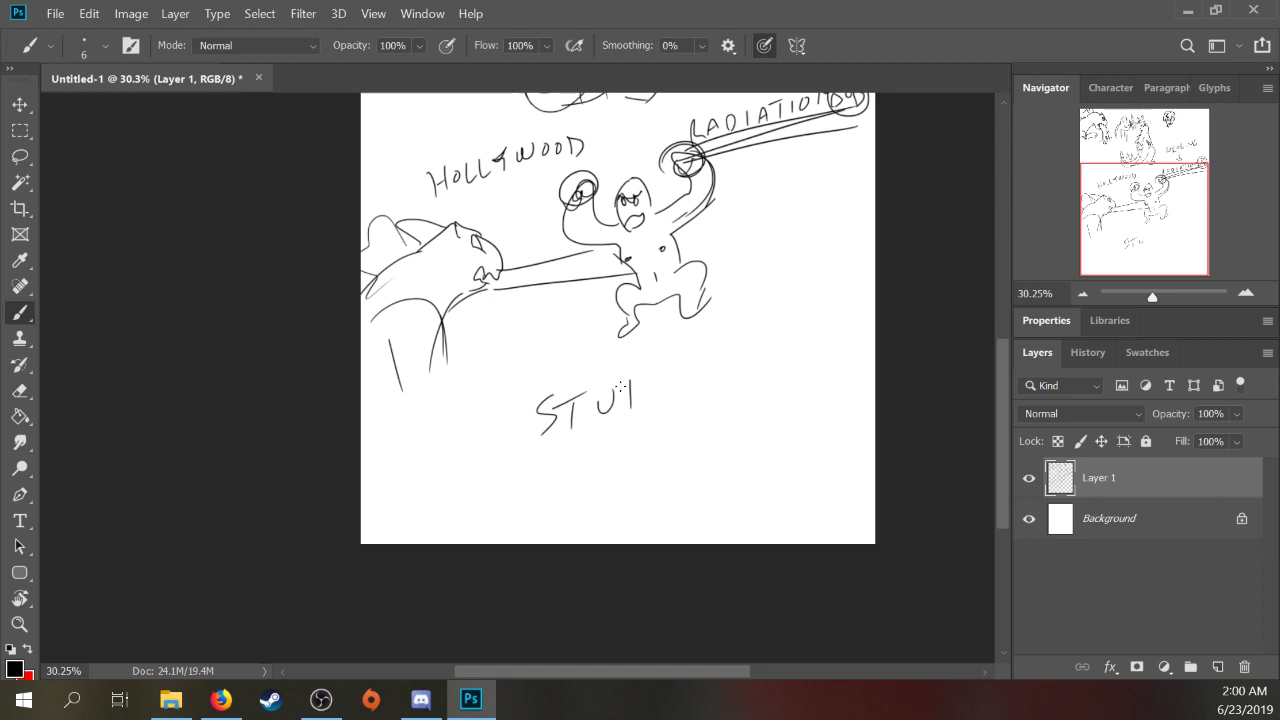 File Edit Image Layer Type Select Filter 3D View Window Help
6 Mode: Normal Opacity: 100% Flow: 100% Smoothing: 0%
Untitled-1 @ 30.3% (Layer 1, RGB/8) *
Navigator Character Paragraph Glyphs
RADIATION
HOLLYWOOD
STU
30.25%
Properties Libraries
Layers History Swatches
Kind
Normal Opacity: 100%
Lock: Fill: 100%
Layer 1
Background
30.25% Doc: 24.1M/19.4M
Ps
2:00 AM
6/23/2019